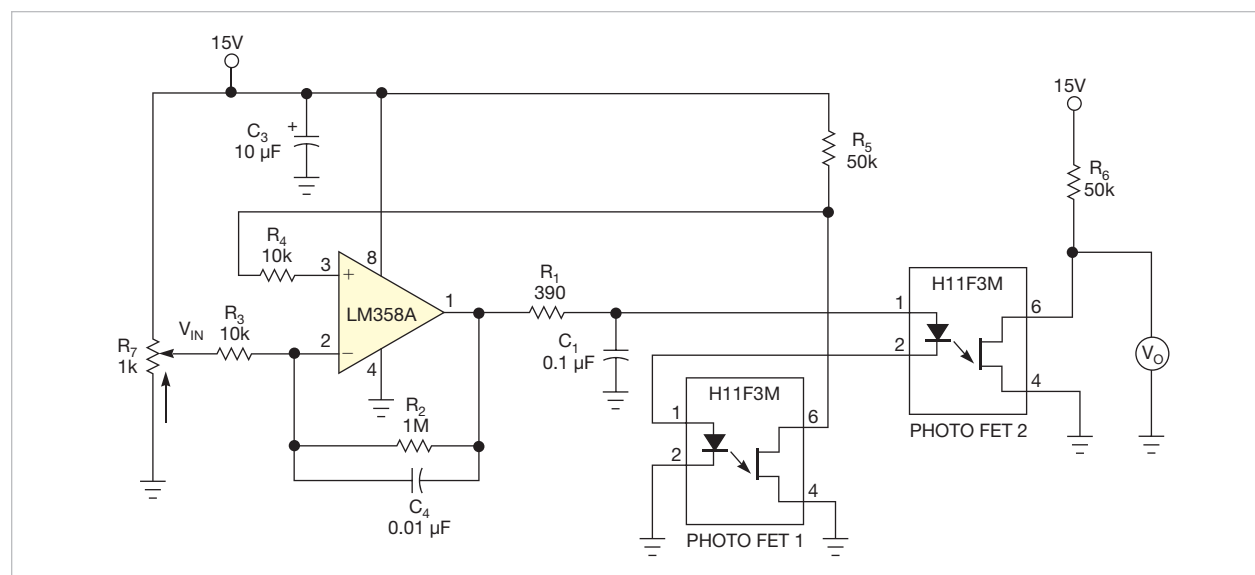 15V
C3
10 µF
+
R5
50k
15V
R6
50k
R4
10k
3
+
8
LM358A
1
2
−
4
R3
10k
VIN
R7
1k
R1
390
C1
0.1 µF
R2
1M
C4
0.01 µF
H11F3M
1
2
6
4
PHOTO FET 2
VO
H11F3M
1
2
6
4
PHOTO FET 1